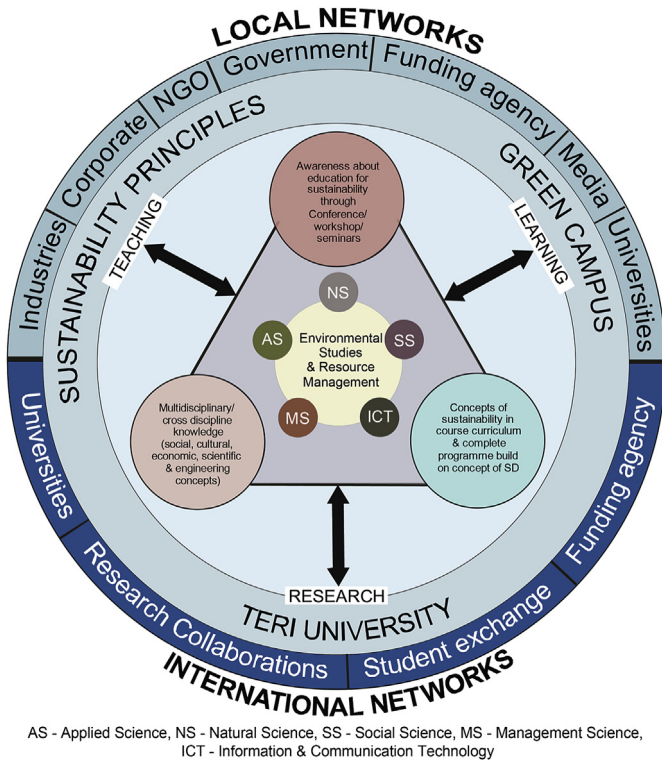 LOCAL NETWORKS
Industries
Corporate
NGO
Government
Funding agency
Media
Universities
SUSTAINABILITY PRINCIPLES
GREEN CAMPUS
TEACHING
LEARNING
Awareness about
education for
sustainability
through
Conference/
workshop/
seminars
NS
AS
SS
Environmental
Studies
& Resource
Management
MS
ICT
Multidisciplinary/
cross discipline
knowledge
(social, cultural,
economic, scientific
& engineering
concepts)
Concepts of
sustainability in
course curriculum
& complete
programme build
on concept of SD
RESEARCH
TERI UNIVERSITY
Universities
Research Collaborations
Student exchange
Funding agency
INTERNATIONAL NETWORKS
AS - Applied Science, NS - Natural Science, SS - Social Science, MS - Management Science,
ICT - Information & Communication Technology